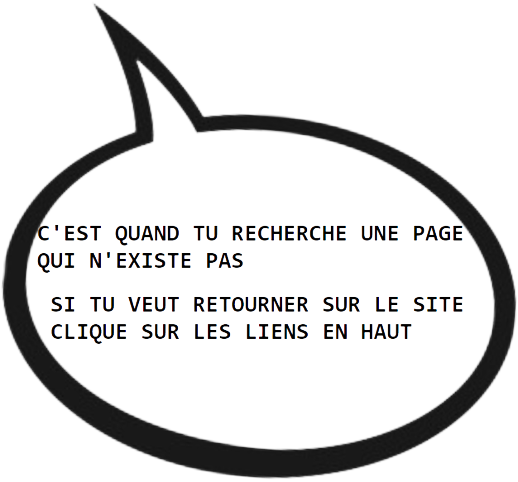 C'EST QUAND TU RECHERCHE UNE PAGE
QUI N'EXISTE PAS
SI TU VEUT RETOURNER SUR LE SITE
CLIQUE SUR LES LIENS EN HAUT